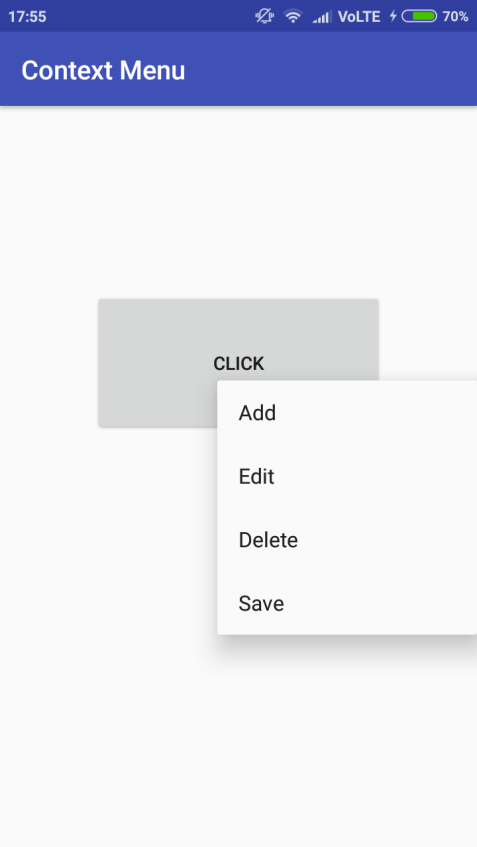 17:55 VoLTE 70%
Context Menu
CLICK
Add
Edit
Delete
Save